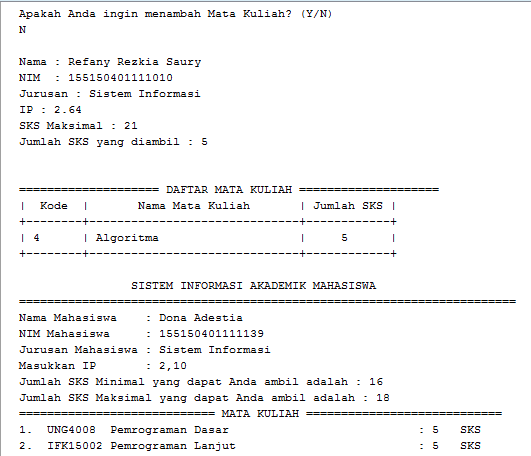 Apakah Anda ingin menambah Mata Kuliah? (Y/N)
N
Nama : Refany Rezkia Saury
NIM  : 155150401111010
Jurusan : Sistem Informasi
IP : 2.64
SKS Maksimal : 21
Jumlah SKS yang diambil : 5
==================== DAFTAR MATA KULIAH ====================
|  Kode  |       Nama Mata Kuliah       | Jumlah SKS |
+--------+------------------------------+------------+
| 4      | Algoritma                    |     5      |
+--------+------------------------------+------------+
SISTEM INFORMASI AKADEMIK MAHASISWA
=======================================================================
Nama Mahasiswa    : Dona Adestia
NIM Mahasiswa     : 155150401111139
Jurusan Mahasiswa : Sistem Informasi
Masukkan IP       : 2,10
Jumlah SKS Minimal yang dapat Anda ambil adalah : 16
Jumlah SKS Maksimal yang dapat Anda ambil adalah : 18
============================ MATA KULIAH ============================
1.  UNG4008  Pemrograman Dasar                           : 5   SKS
2.  IFK15002 Pemrograman Lanjut                          : 5   SKS